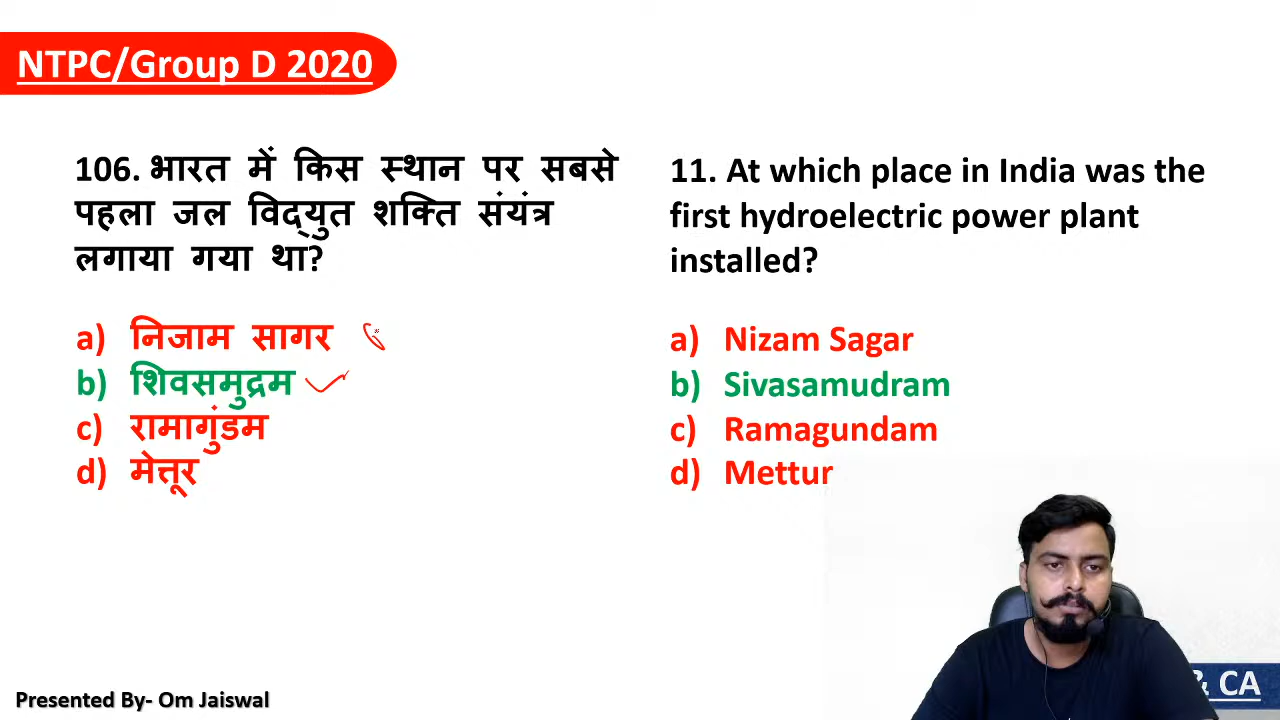 NTPC/Group D 2020
106. भारत में किस स्थान पर सबसे
पहला जल विद्युत शक्ति संयंत्र
लगाया गया था?
a) निजाम सागर
b) शिवसमुद्रम
c) रामागुंडम
d) मेत्तूर
11. At which place in India was the
first hydroelectric power plant
installed?
a) Nizam Sagar
b) Sivasamudram
c) Ramagundam
d) Mettur
Presented By- Om Jaiswal
& CA